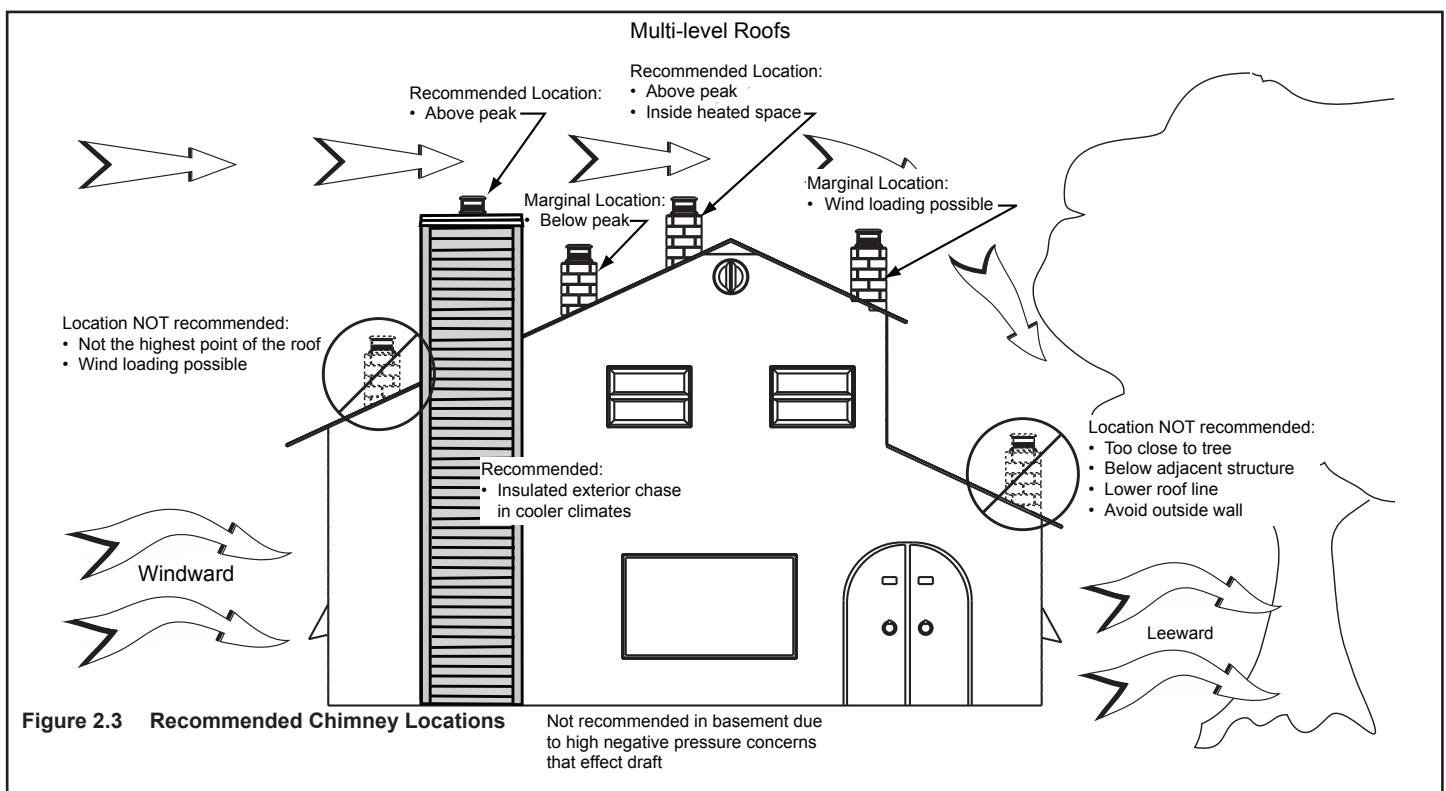 Multi-level Roofs
Recommended Location:
• Above peak
• Inside heated space
Recommended Location:
• Above peak
Marginal Location:
• Below peak
Marginal Location:
• Wind loading possible
Location NOT recommended:
• Not the highest point of the roof
• Wind loading possible
Location NOT recommended:
• Too close to tree
• Below adjacent structure
• Lower roof line
• Avoid outside wall
Recommended:
• Insulated exterior chase
in cooler climates
Windward
Leeward
Figure 2.3 Recommended Chimney Locations
Not recommended in basement due
to high negative pressure concerns
that effect draft